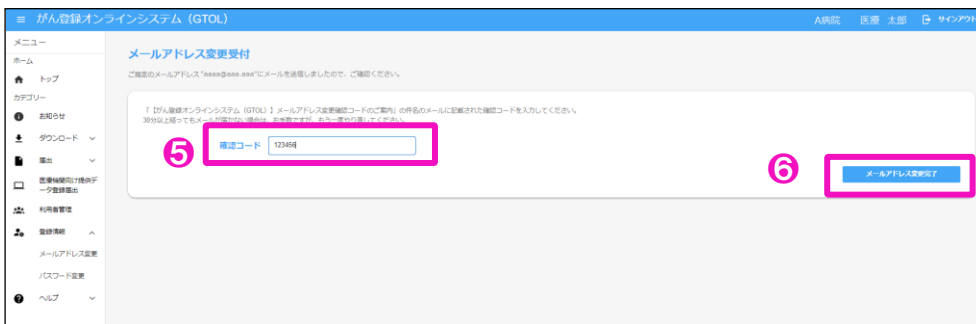 がん登録オンラインシステム（GTOL）
A病院
医療 太郎
サインアウト
メニュー
ホーム
トップ
カテゴリー
お知らせ
ダウンロード
届出
医療機関向け提供デ
ータ登録届出
利用者管理
登録情報
メールアドレス変更
パスワード変更
ヘルプ
メールアドレス変更受付
ご指定のメールアドレス"aaaa@aaa.aaa"にメールを送信しましたので、ご確認ください。
「【がん登録オンラインシステム（GTOL）】メールアドレス変更確認コードのご案内」の件名のメールに記載された確認コードを入力してください。
30分以上経ってもメールが届かない場合は、お手数ですが、もう一度やり直してください。
❺
確認コード
123456
❻
メールアドレス変更完了